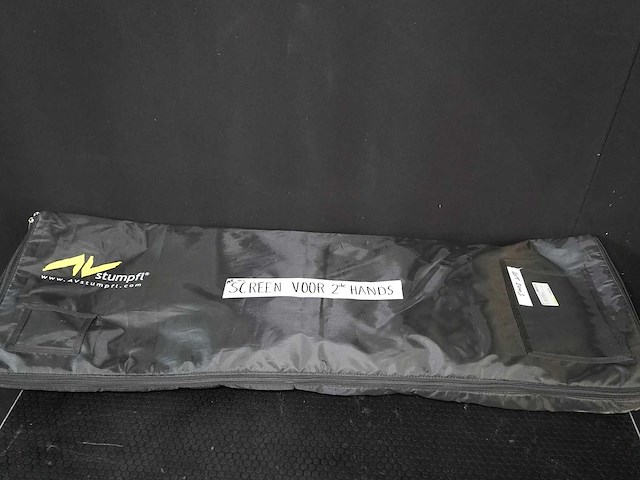 AV
stumpfl®
www.AVstumpfl.com
SCREEN VOOR 2e HANDS